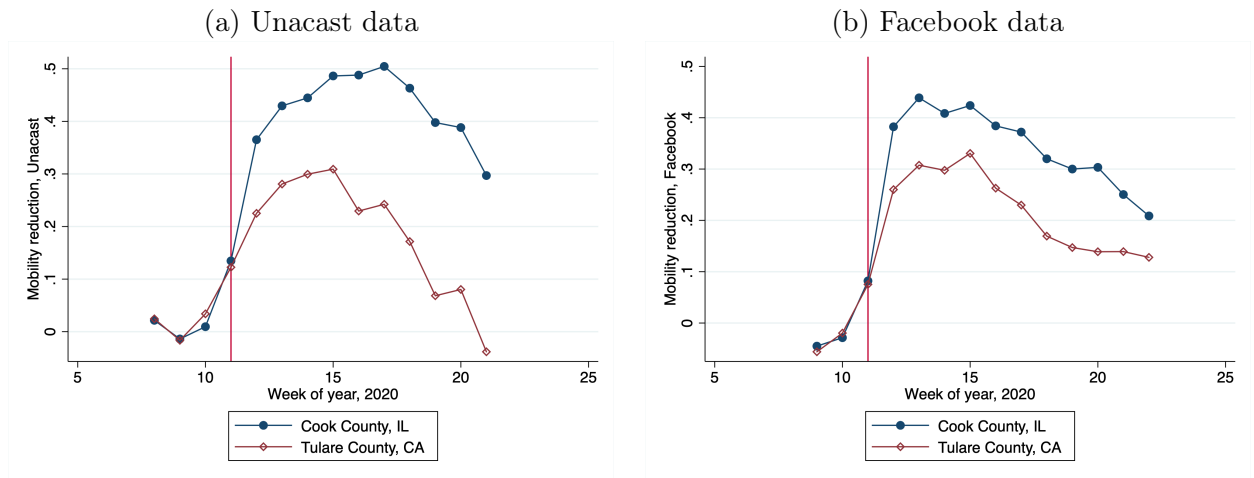 (a) Unacast data
Mobility reduction, Unacast
.5
.4
.3
.2
.1
0
5 10 15 20 25
Week of year, 2020
Cook County, IL
Tulare County, CA
(b) Facebook data
Mobility reduction, Facebook
.5
.4
.3
.2
.1
0
5 10 15 20 25
Week of year, 2020
Cook County, IL
Tulare County, CA